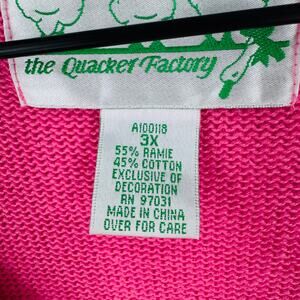 the Quacker Factory
A100118
3X
55% RAMIE
45% COTTON
EXCLUSIVE OF
DECORATION
RN 97031
MADE IN CHINA
OVER FOR CARE